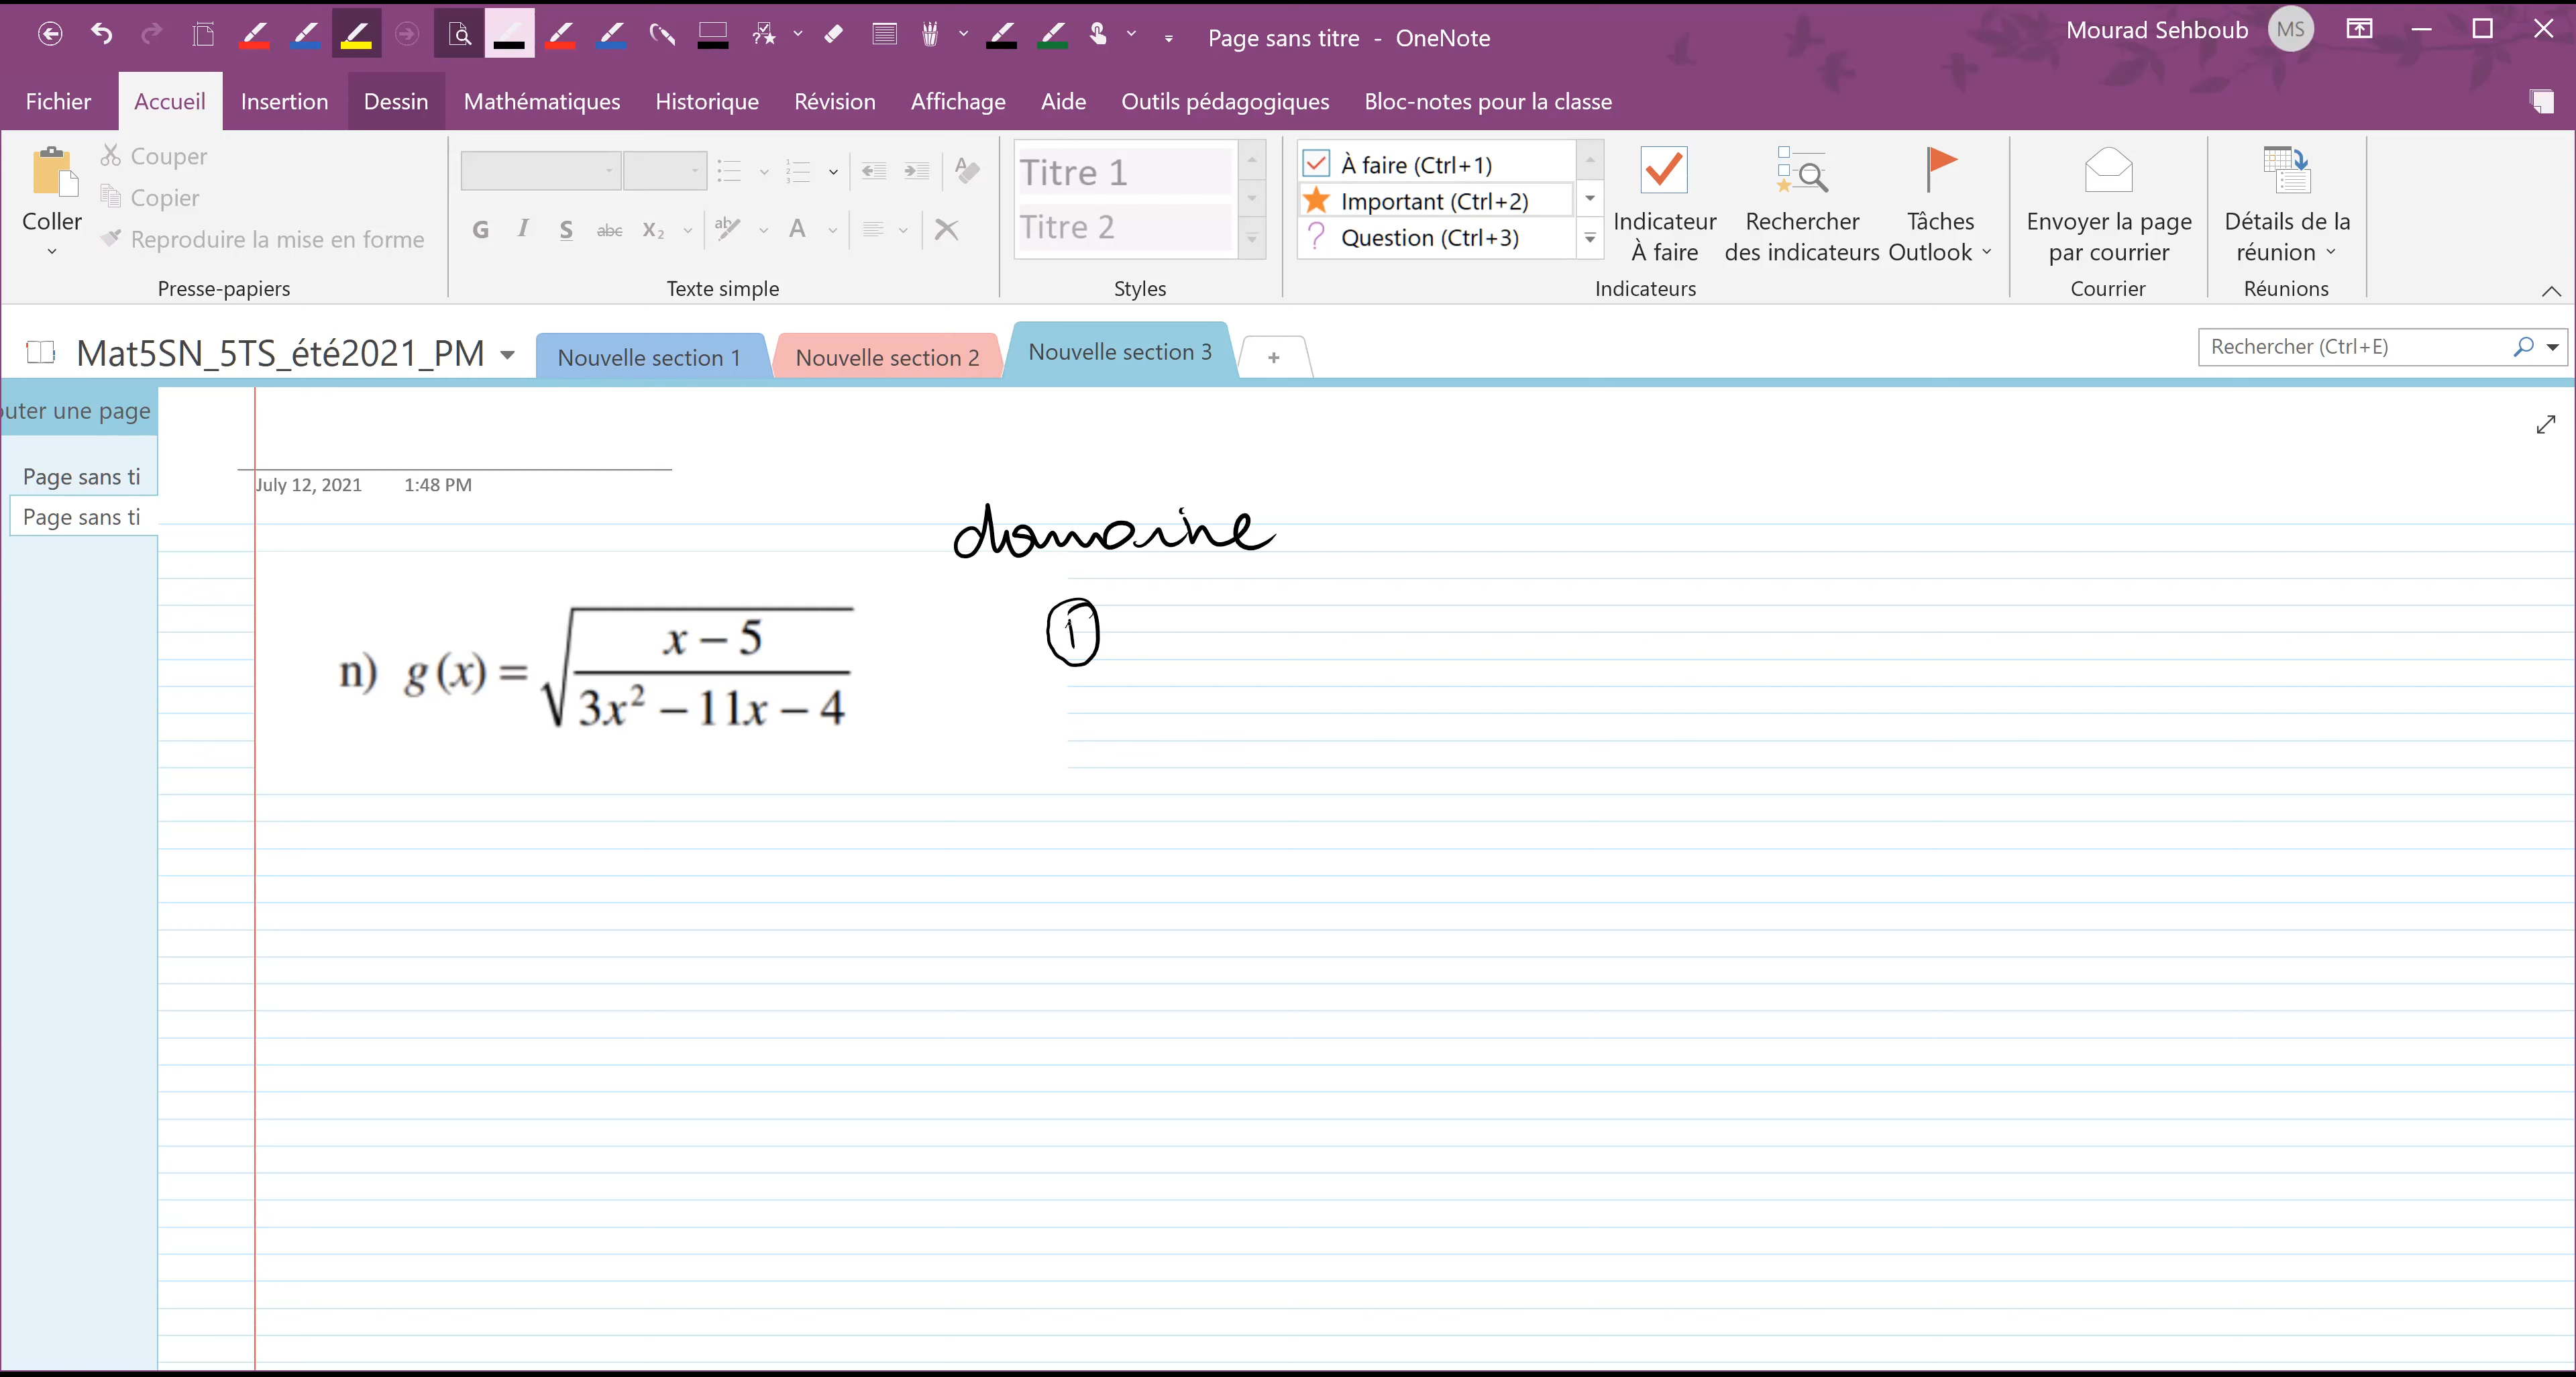 Page sans titre - OneNote
Mourad Sehboub MS
Fichier Accueil Insertion Dessin Mathématiques Historique Révision Affichage Aide Outils pédagogiques Bloc-notes pour la classe
Coller
Couper
Copier
Reproduire la mise en forme
Presse-papiers
G I S abc X₂ A
Texte simple
Titre 1
Titre 2
Styles
À faire (Ctrl+1)
Important (Ctrl+2)
Question (Ctrl+3)
Indicateur
À faire
Rechercher
des indicateurs
Tâches
Outlook
Indicateurs
Envoyer la page
par courrier
Courrier
Détails de la
réunion
Réunions
Mat5SN_5TS_été2021_PM
Nouvelle section 1
Nouvelle section 2
Nouvelle section 3
+
Rechercher (Ctrl+E)
outer une page
Page sans ti
Page sans ti
July 12, 2021 1:48 PM
domaine
n) g(x) = √((x − 5)/(3x² − 11x − 4))
①